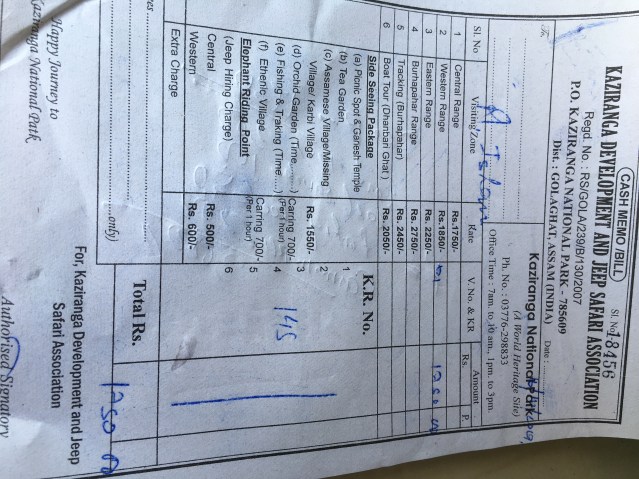 CASH MEMO /BILL
Sl. No. 18456
KAZIRANGA DEVELOPMENT AND JEEP SAFARI ASSOCIATION
Regd. No. : RS/GOLA/239/B/130/2007
P.O. KAZIRANGA NATIONAL PARK - 785609
Dist. : GOLAGHAT, ASSAM (INDIA)
Date :
Kaziranga National Park
(A World Heritage Site)
To,
Ph. No. : 03776-298833
Office Time : 7am. to 10 am., 1pm. to 3pm.
Sl. No Visiting Zone Rate V. No. & KR Amount
Rs. P.
1 Central Range Rs.1750/-
2 Western Range Rs.1850/-
3 Eastern Range Rs. 2250/-
4 Burhapahar Range Rs. 2750/-
5 Tracking (Burhapahar) Rs. 2450/-
6 Boat Tour (Dhanbari Ghat) Rs. 2050/-
Side Seeing Package K.R. No.
(a) Picnic Spot & Ganesh Temple 1
(b) Tea Garden 2
(c) Assamese Village/Missing
Village/ Karbi Village Rs. 1550/- 3
(d) Orchid Garden (Time........) Carring 700/- 4 145
(Per 1 hour)
(e) Fishing & Traking (Time......)
(f) Ethenic Village Carring 700/- 5
(Per 1 hour)
Elephant Riding Point 6
(Jeep Hiring Charge)
Central Rs. 500/-
Western Rs. 600/-
Extra Charge
Total Rs.
only)
For, Kaziranga Development and Jeep
Safari Association
Happy Journey to
Kaziranga National Park
Authorised Signatory